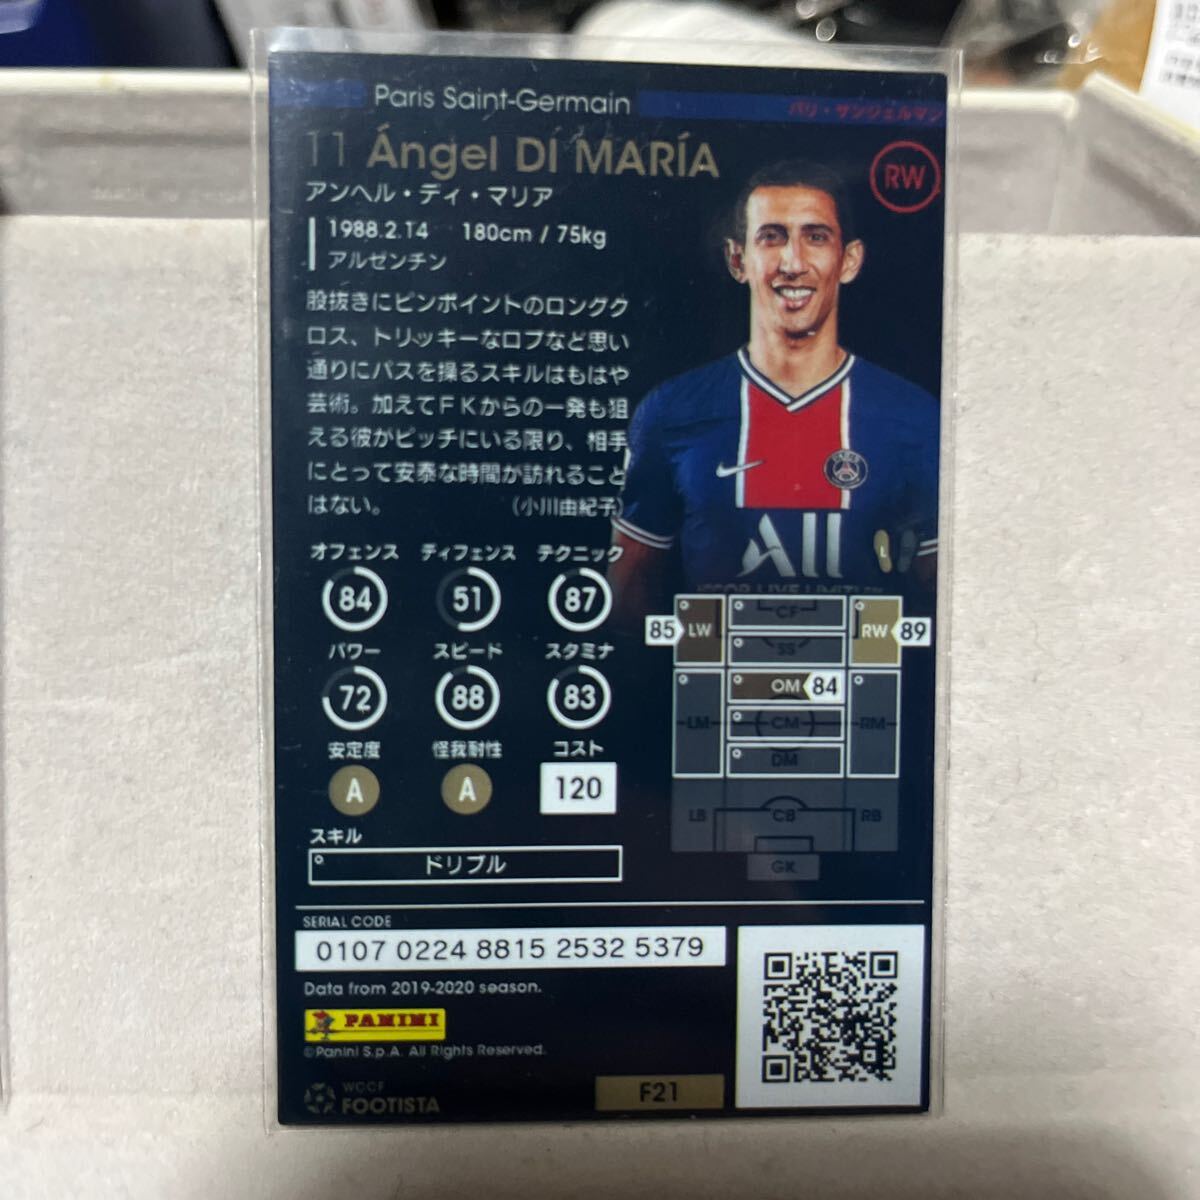 Paris Saint-Germain
パリ・サンジェルマン
11 Ángel DI MARÍA
RW
アンヘル・ディ・マリア
1988.2.14 180cm / 75kg
アルゼンチン
股抜きにピンポイントのロングク
ロス、トリッキーなロブなど思い
通りにパスを操るスキルはもはや
芸術。加えてFKからの一発も狙
える彼がピッチにいる限り、相手
にとって安泰な時間が訪れること
はない。 (小川由紀子)
PARIS
ALL
L
オフェンス ディフェンス テクニック
84 51 87
パワー スピード スタミナ
72 88 83
安定度 怪我耐性 コスト
A A 120
スキル
ドリブル
CF
85 LW RW 89
SS
OM 84
LM CM RM
DM
LB CB RB
GK
SERIAL CODE
0107 0224 8815 2532 5379
Data from 2019-2020 season.
PANINI
©Panini S.p.A. All Rights Reserved.
WCCF
FOOTISTA
F21